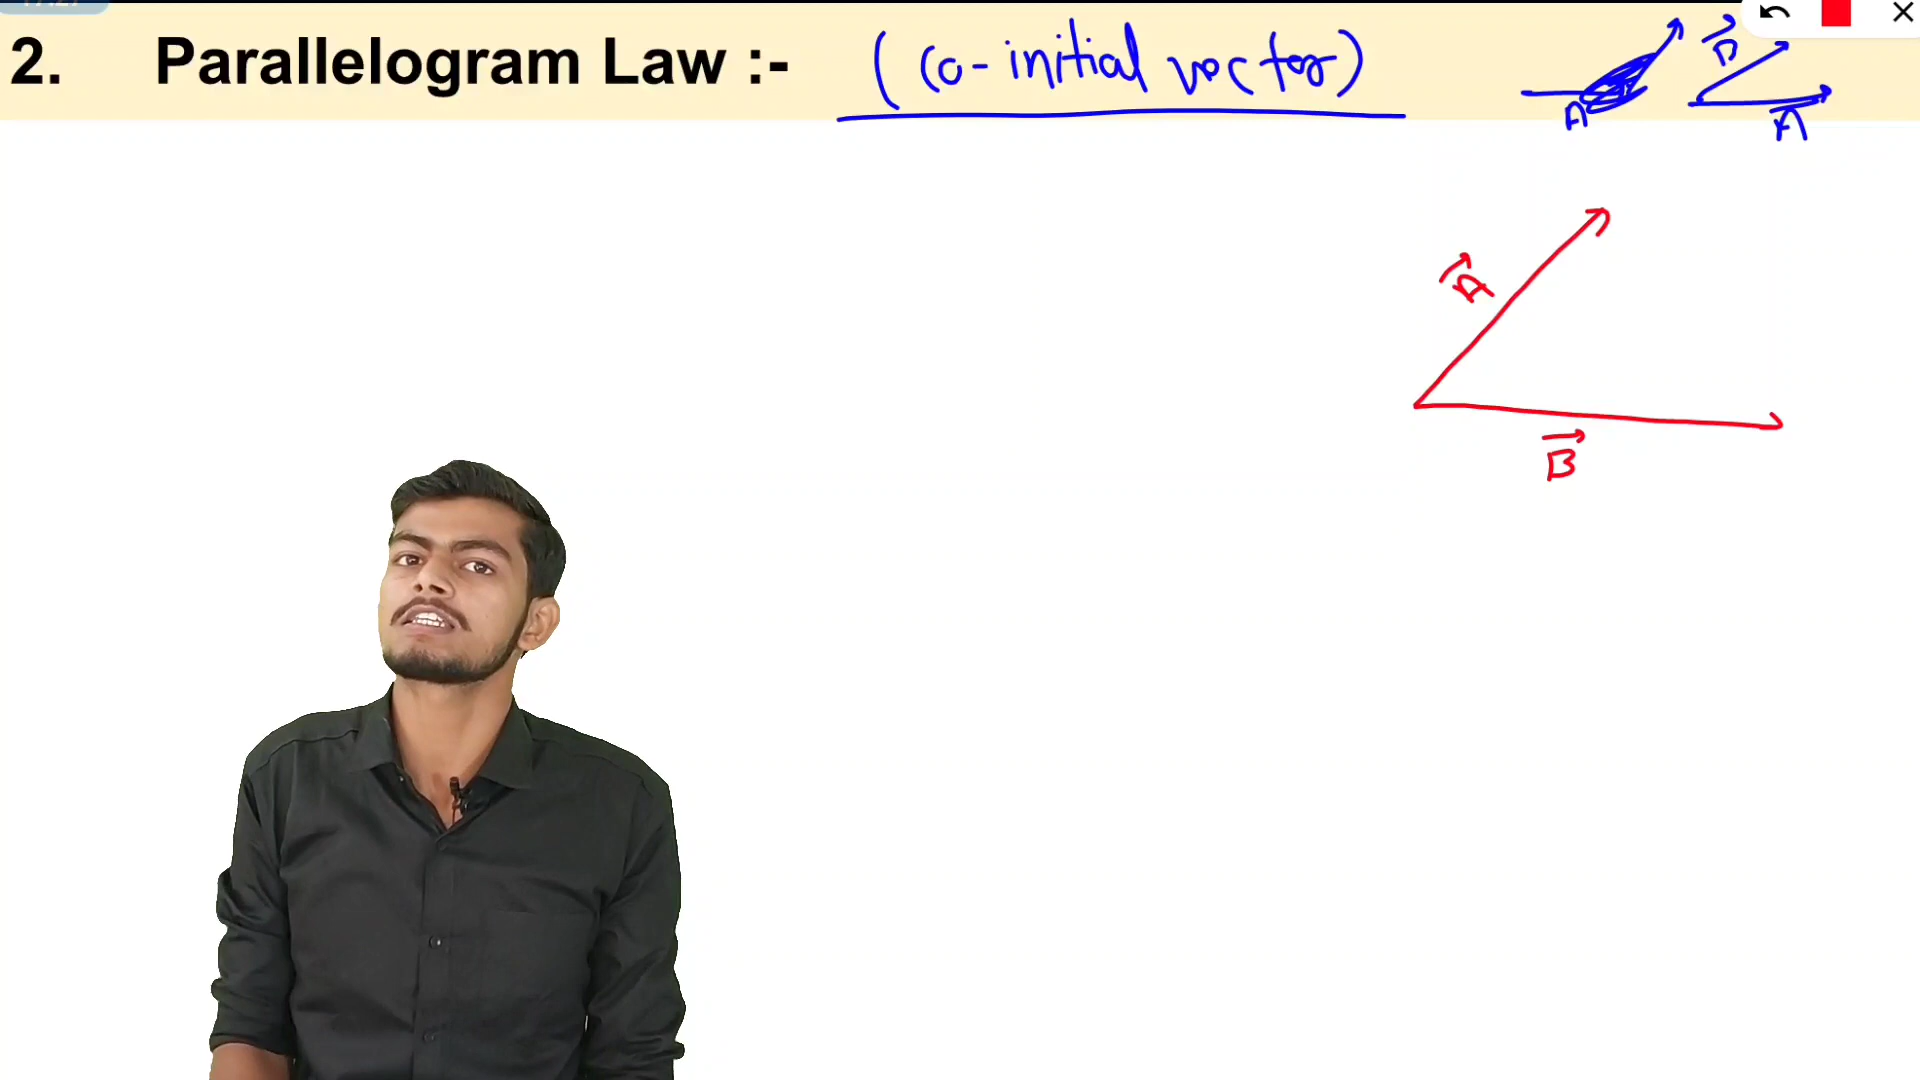 2. Parallelogram Law :- (co-initial vector)
A B A
A
B